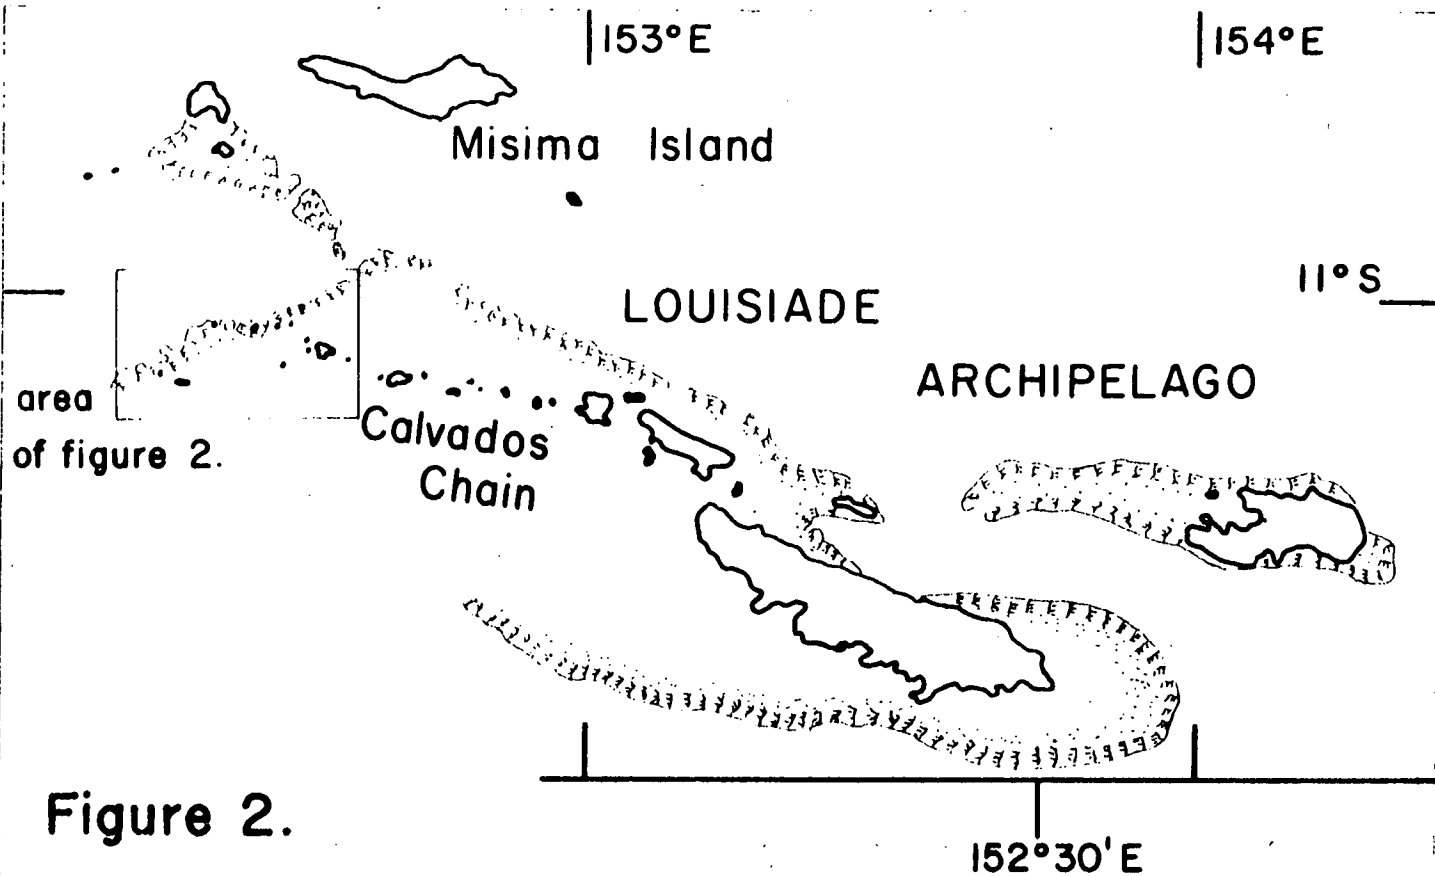 153°E
154°E
Misima Island
11°S
LOUISIADE
ARCHIPELAGO
area
of figure 2.
Calvados
Chain
Figure 2.
152°30'E